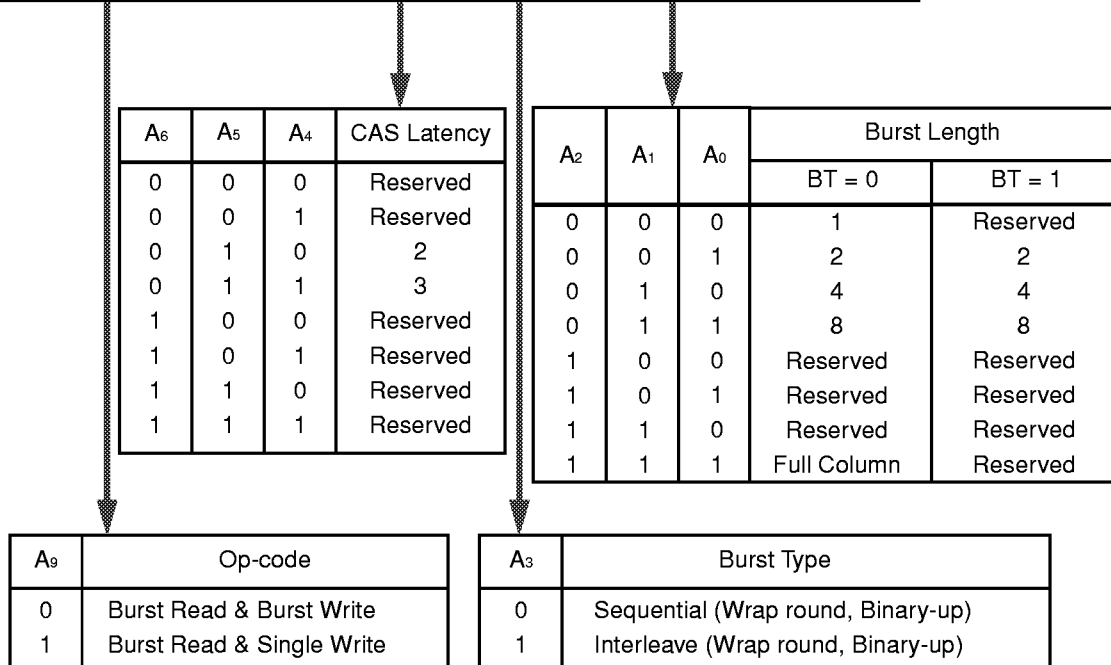 A6 A5 A4 CAS Latency
0 0 0 Reserved
0 0 1 Reserved
0 1 0 2
0 1 1 3
1 0 0 Reserved
1 0 1 Reserved
1 1 0 Reserved
1 1 1 Reserved
A2 A1 A0 Burst Length
BT = 0 BT = 1
0 0 0 1 Reserved
0 0 1 2 2
0 1 0 4 4
0 1 1 8 8
1 0 0 Reserved Reserved
1 0 1 Reserved Reserved
1 1 0 Reserved Reserved
1 1 1 Full Column Reserved
A9 Op-code
0 Burst Read & Burst Write
1 Burst Read & Single Write
A3 Burst Type
0 Sequential (Wrap round, Binary-up)
1 Interleave (Wrap round, Binary-up)